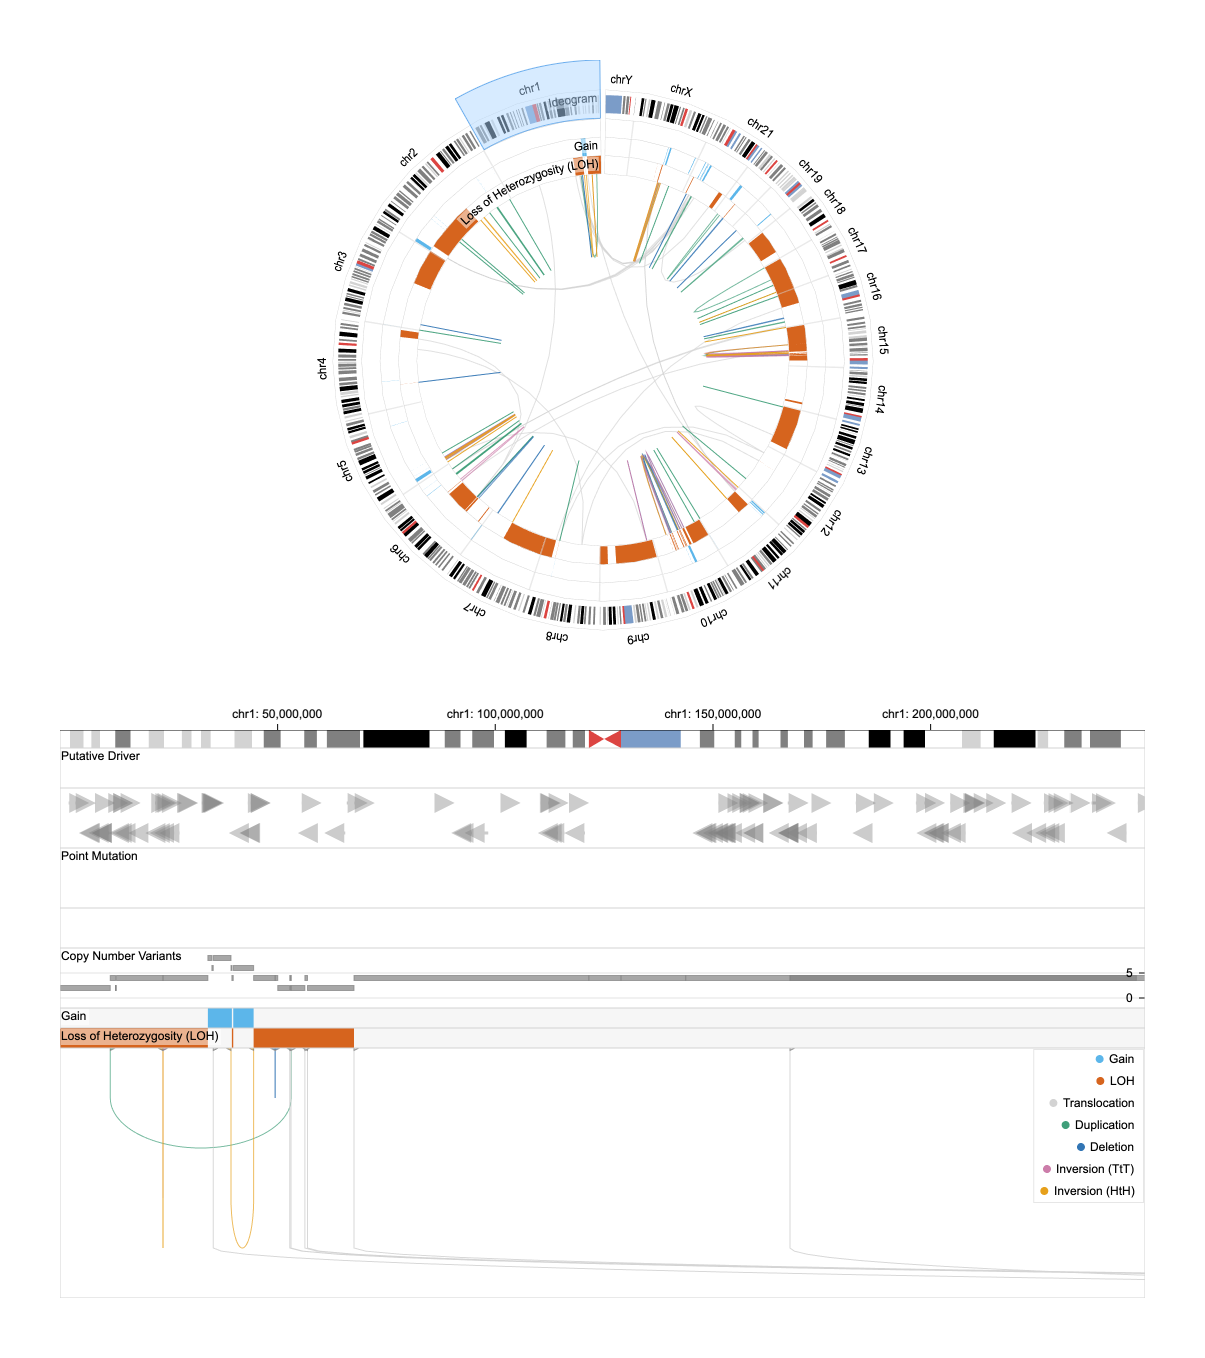 chr1
Ideogram
chrY
chrX
chr21
chr19
chr18
chr17
chr16
chr15
chr14
chr13
chr12
chr11
chr10
chr9
chr8
chr7
chr6
chr5
chr4
chr3
chr2
Gain
Loss of Heterozygosity (LOH)
chr1: 50,000,000 chr1: 100,000,000 chr1: 150,000,000 chr1: 200,000,000
Putative Driver
Point Mutation
Copy Number Variants
5
0
Gain
Loss of Heterozygosity (LOH)
Gain
LOH
Translocation
Duplication
Deletion
Inversion (TtT)
Inversion (HtH)